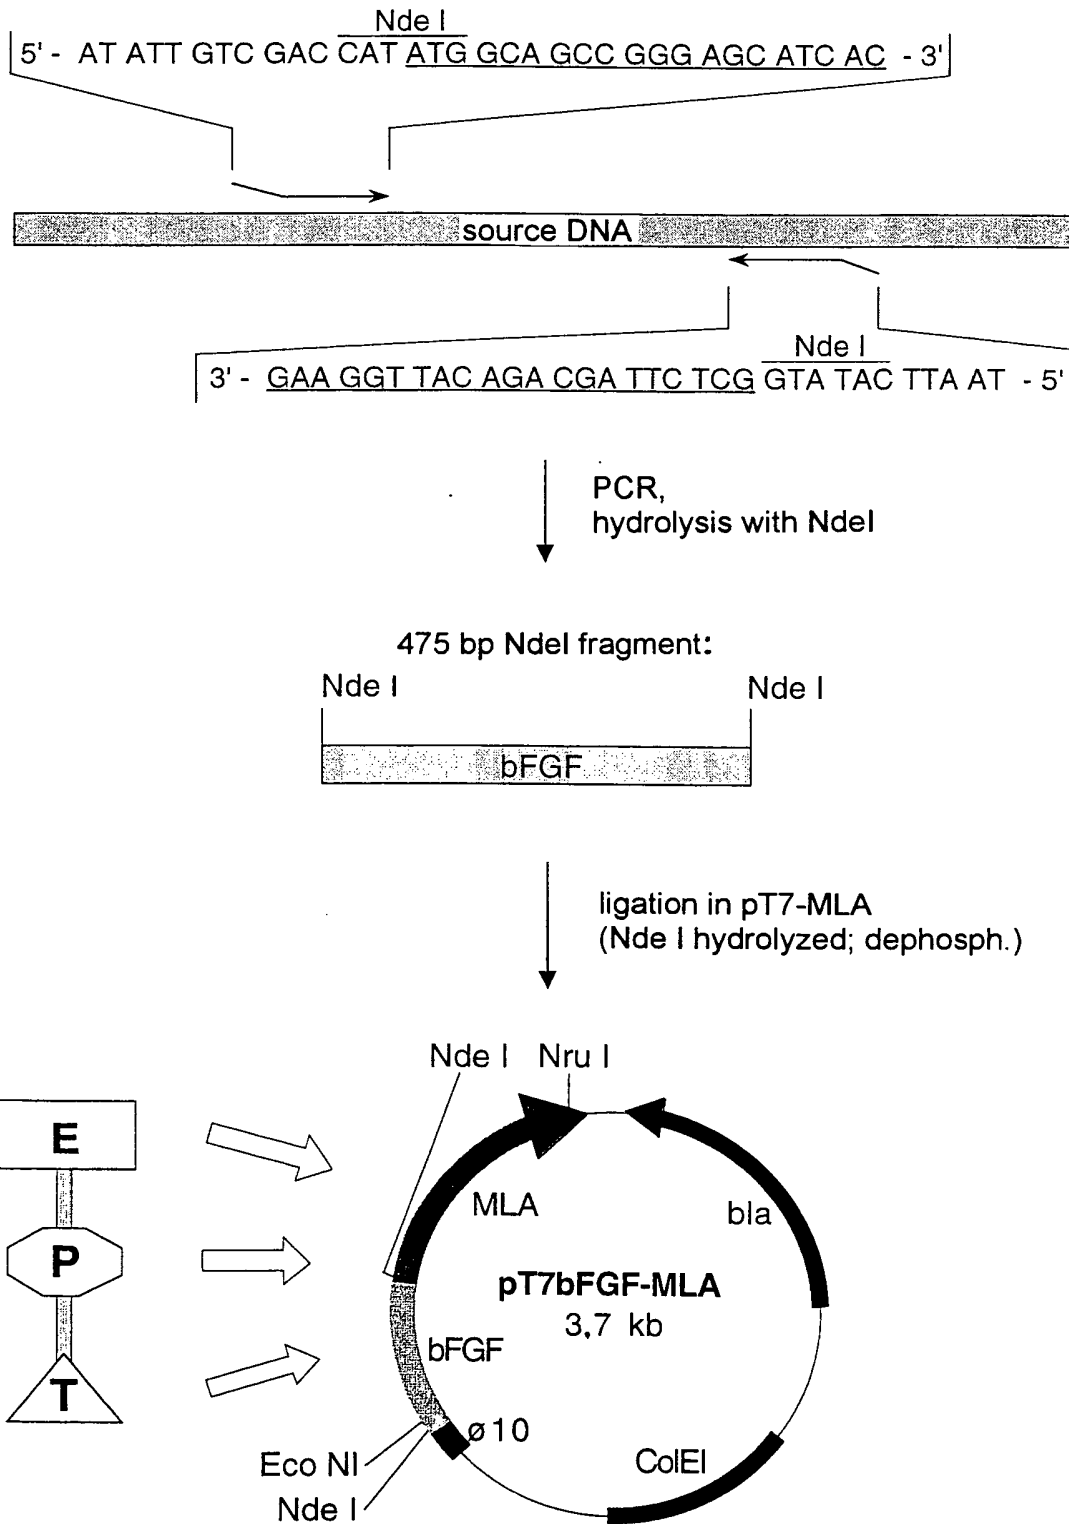 Nde I
5' - AT ATT GTC GAC CAT ATG GCA GCC GGG AGC ATC AC - 3'
source DNA
Nde I
3' - GAA GGT TAC AGA CGA TTC TCG GTA TAC TTA AT - 5'
PCR,
hydrolysis with NdeI
475 bp NdeI fragment:
Nde I Nde I
bFGF
ligation in pT7-MLA
(Nde I hydrolyzed; dephosph.)
Nde I Nru I
E
MLA
bla
P
pT7bFGF-MLA
3,7 kb
bFGF
T
ø10
Eco NI
ColEI
Nde I